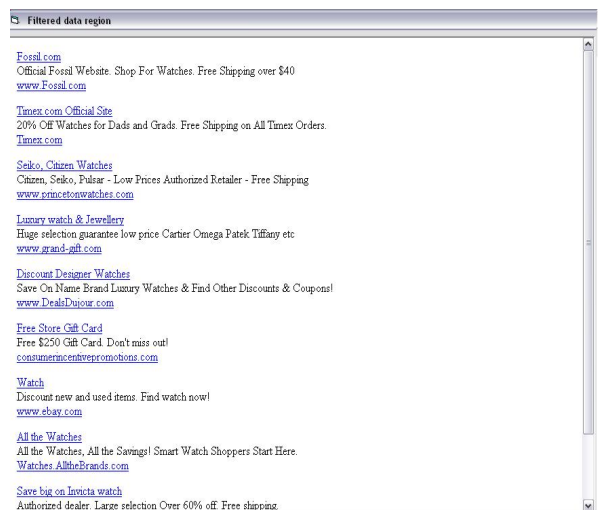 Filtered data region
Fossil.com
Official Fossil Website. Shop For Watches. Free Shipping over $40
www.Fossil.com
Timex.com Official Site
20% Off Watches for Dads and Grads. Free Shipping on All Timex Orders.
Timex.com
Seiko, Citizen Watches
Citizen, Seiko, Pulsar - Low Prices Authorized Retailer - Free Shipping
www.princetonwatches.com
Luxury watch & Jewellery
Huge selection guarantee low price Cartier Omega Patek Tiffany etc
www.grand-gift.com
Discount Designer Watches
Save On Name Brand Luxury Watches & Find Other Discounts & Coupons!
www.DealsDujour.com
Free Store Gift Card
Free $250 Gift Card. Don't miss out!
consumerincentivepromotions.com
Watch
Discount new and used items. Find watch now!
www.ebay.com
All the Watches
All the Watches, All the Savings! Smart Watch Shoppers Start Here.
Watches.AlltheBrands.com
Save big on Invicta watch
Authorized dealer. Large selection Over 60% off. Free shipping.